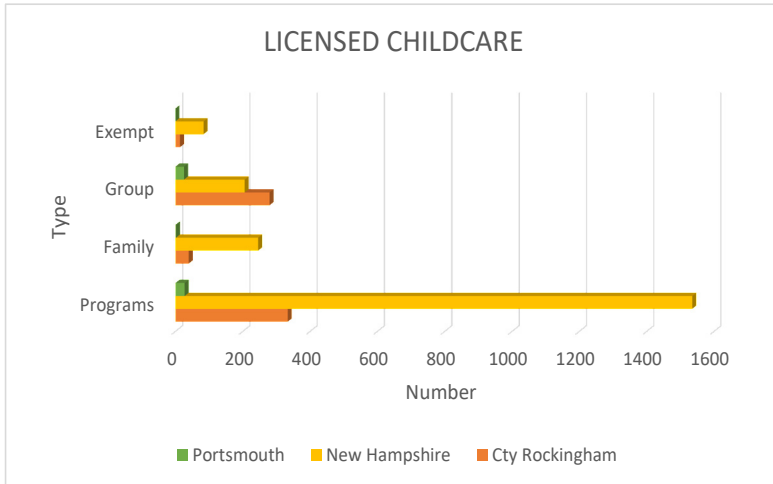 LICENSED CHILDCARE
Type
Exempt
Group
Family
Programs
0 200 400 600 800 1000 1200 1400 1600
Number
Portsmouth New Hampshire Cty Rockingham